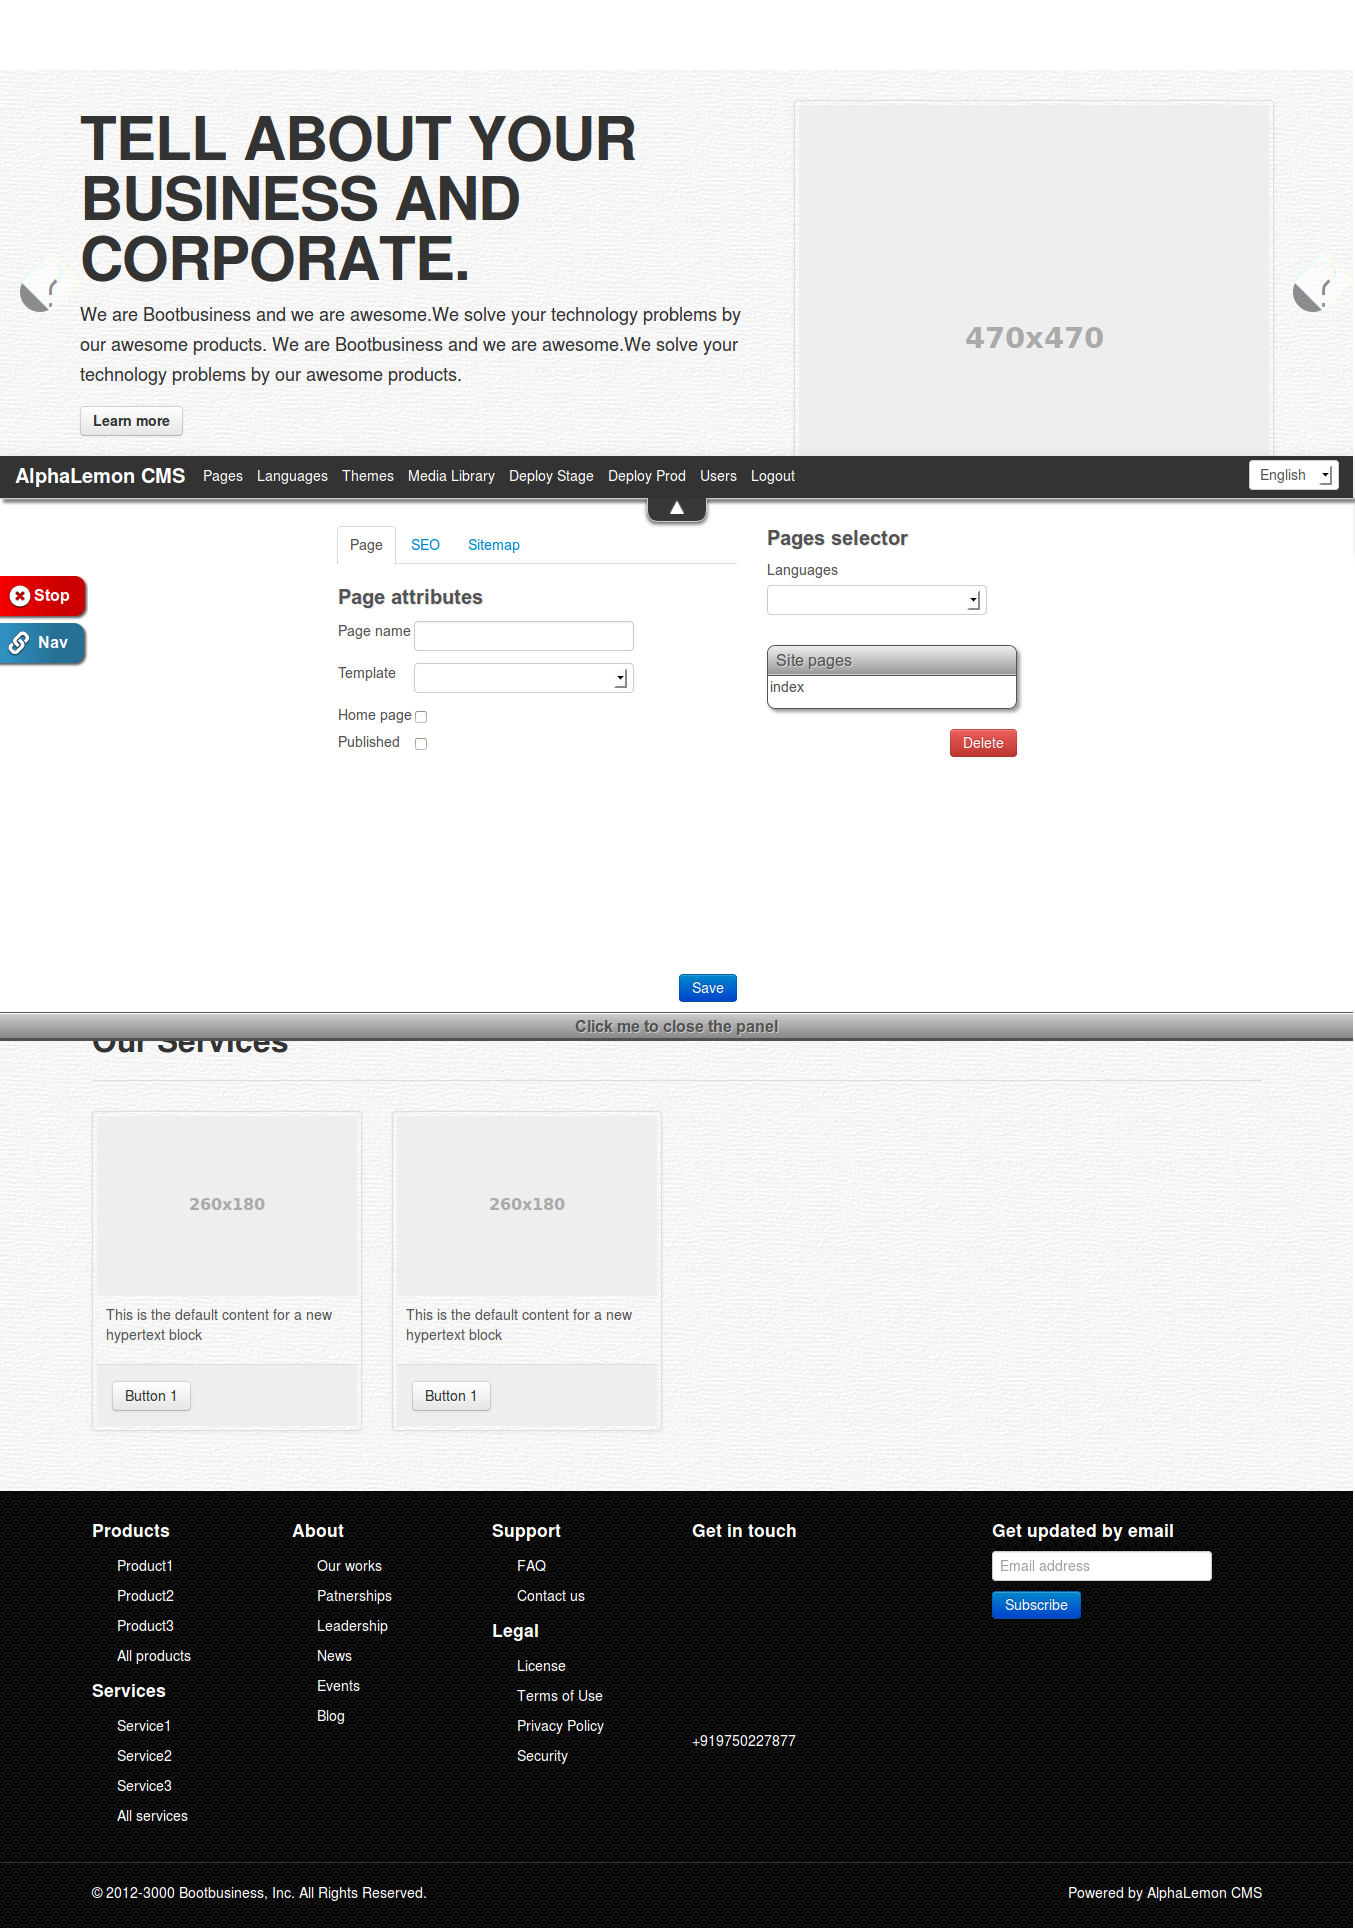 TELL ABOUT YOUR
BUSINESS AND
CORPORATE.
We are Bootbusiness and we are awesome.We solve your technology problems by
our awesome products. We are Bootbusiness and we are awesome.We solve your
technology problems by our awesome products.
Learn more
470x470
AlphaLemon CMS Pages Languages Themes Media Library Deploy Stage Deploy Prod Users Logout English
Stop
Nav
Page SEO Sitemap
Page attributes
Page name
Template
Home page
Published
Save
Pages selector
Languages
Site pages
index
Delete
Click me to close the panel
Our Services
260x180
This is the default content for a new
hypertext block
Button 1
260x180
This is the default content for a new
hypertext block
Button 1
Products
Product1
Product2
Product3
All products
Services
Service1
Service2
Service3
All services
About
Our works
Patnerships
Leadership
News
Events
Blog
Support
FAQ
Contact us
Legal
License
Terms of Use
Privacy Policy
Security
Get in touch
+919750227877
Get updated by email
Email address
Subscribe
© 2012-3000 Bootbusiness, Inc. All Rights Reserved.
Powered by AlphaLemon CMS